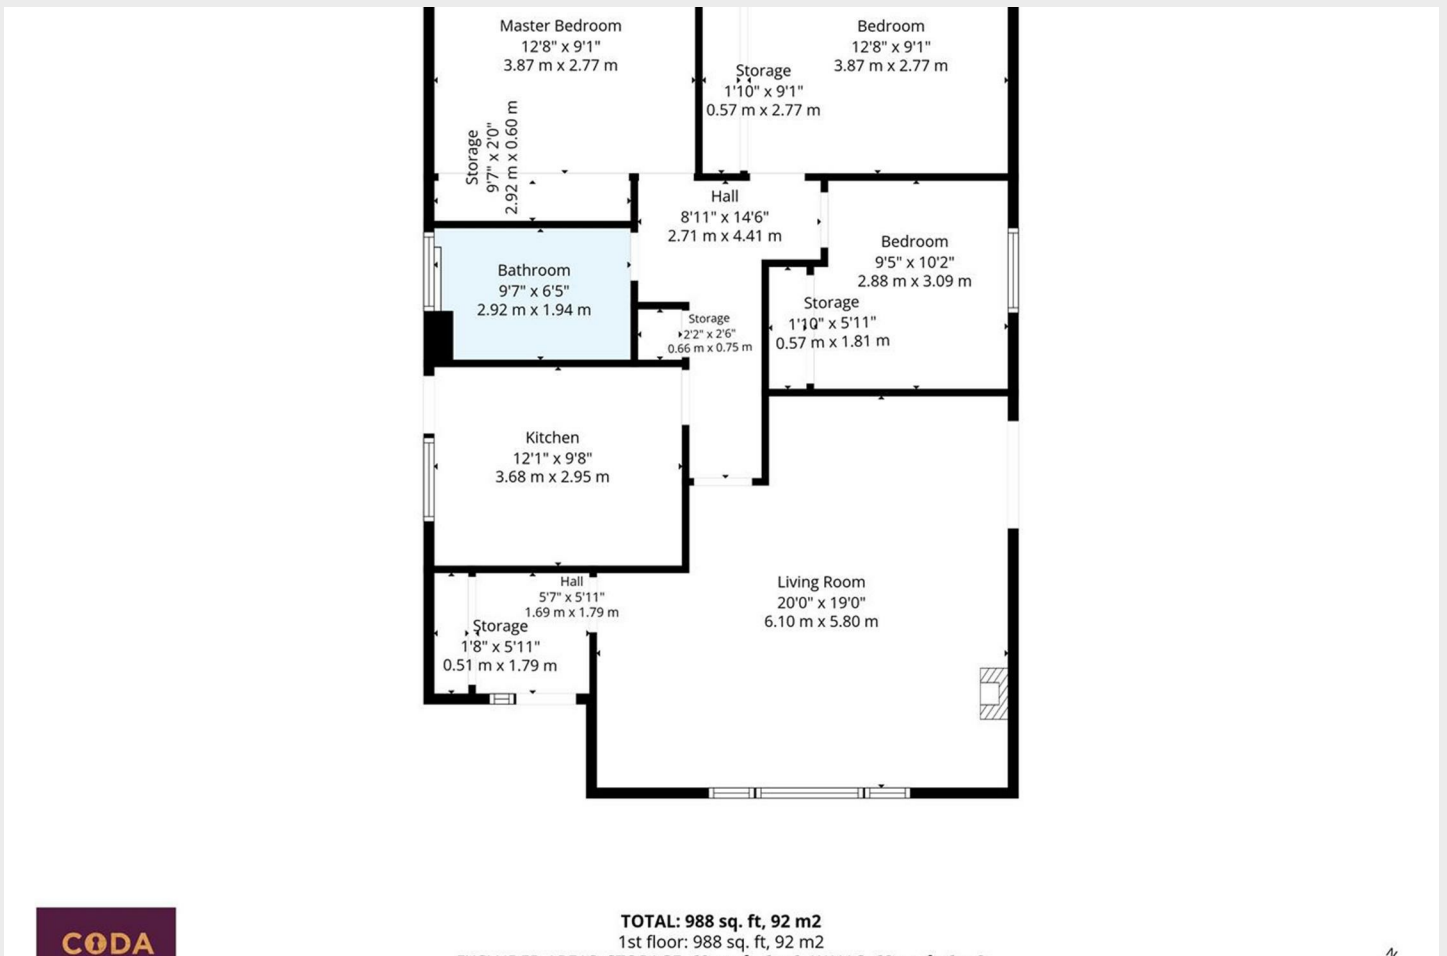 Master Bedroom
12'8" x 9'1"
3.87 m x 2.77 m
Bedroom
12'8" x 9'1"
3.87 m x 2.77 m
Storage
1'10" x 9'1"
0.57 m x 2.77 m
Storage
9'7" x 2'0"
2.92 m x 0.60 m
Hall
8'11" x 14'6"
2.71 m x 4.41 m
Bedroom
9'5" x 10'2"
2.88 m x 3.09 m
Bathroom
9'7" x 6'5"
2.92 m x 1.94 m
Storage
1'10" x 5'11"
0.57 m x 1.81 m
Storage
2'2" x 2'6"
0.66 m x 0.75 m
Kitchen
12'1" x 9'8"
3.68 m x 2.95 m
Hall
5'7" x 5'11"
1.69 m x 1.79 m
Storage
1'8" x 5'11"
0.51 m x 1.79 m
Living Room
20'0" x 19'0"
6.10 m x 5.80 m
CODA
TOTAL: 988 sq. ft, 92 m2
1st floor: 988 sq. ft, 92 m2